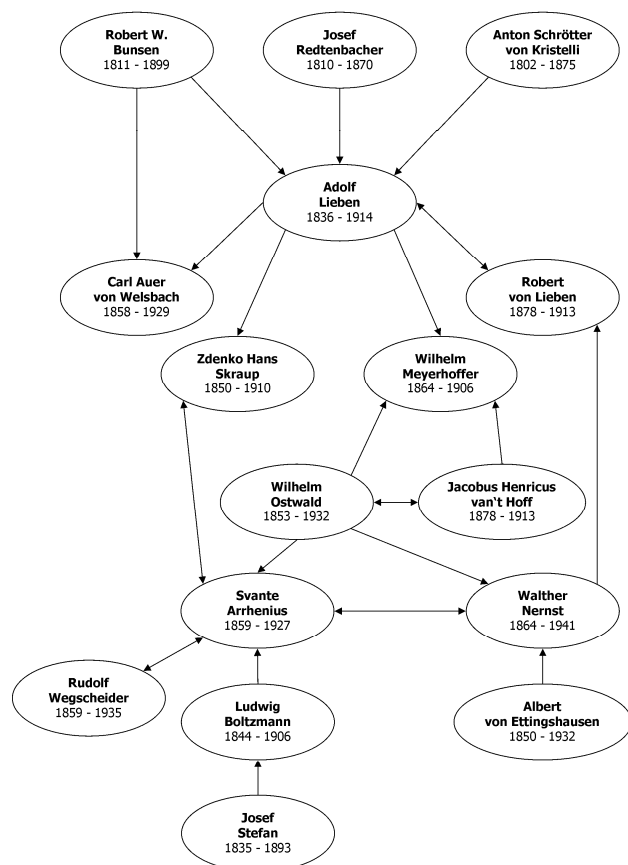 Robert W.
Bunsen
1811 - 1899
Josef
Redtenbacher
1810 - 1870
Anton Schrötter
von Kristelli
1802 - 1875
Adolf
Lieben
1836 - 1914
Carl Auer
von Welsbach
1858 - 1929
Robert
von Lieben
1878 - 1913
Zdenko Hans
Skraup
1850 - 1910
Wilhelm
Meyerhoffer
1864 - 1906
Wilhelm
Ostwald
1853 - 1932
Jacobus Henricus
van‘t Hoff
1878 - 1913
Svante
Arrhenius
1859 - 1927
Walther
Nernst
1864 - 1941
Rudolf
Wegscheider
1859 - 1935
Ludwig
Boltzmann
1844 - 1906
Albert
von Ettingshausen
1850 - 1932
Josef
Stefan
1835 - 1893